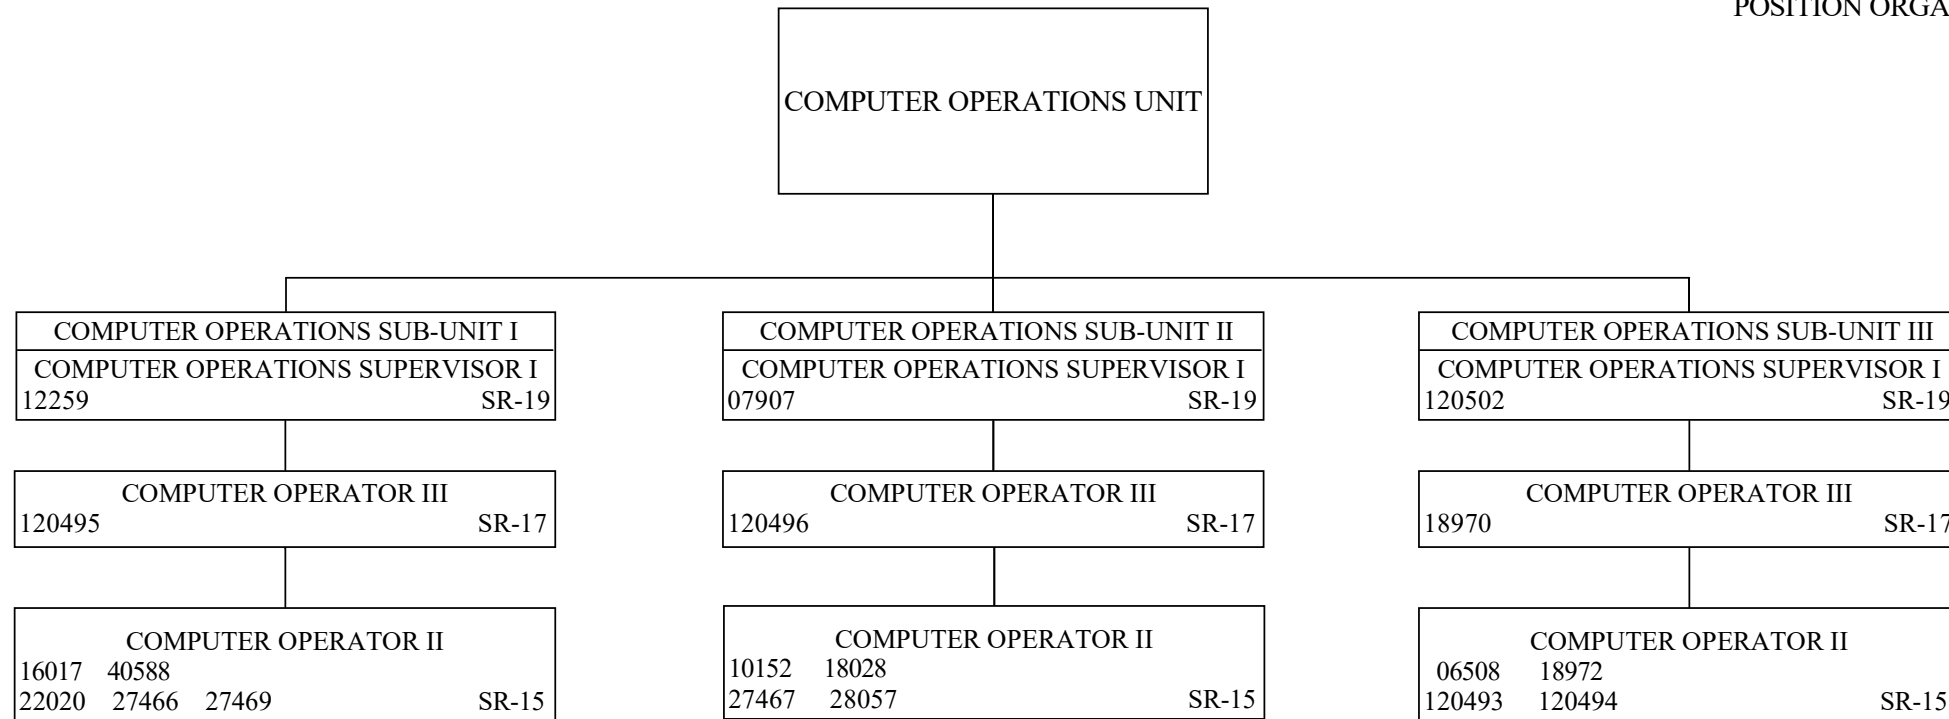 POSITION ORGA
COMPUTER OPERATIONS UNIT
COMPUTER OPERATIONS SUB-UNIT I
COMPUTER OPERATIONS SUPERVISOR I
12259 SR-19
COMPUTER OPERATIONS SUB-UNIT II
COMPUTER OPERATIONS SUPERVISOR I
07907 SR-19
COMPUTER OPERATIONS SUB-UNIT III
COMPUTER OPERATIONS SUPERVISOR I
120502 SR-19
COMPUTER OPERATOR III
120495 SR-17
COMPUTER OPERATOR III
120496 SR-17
COMPUTER OPERATOR III
18970 SR-17
COMPUTER OPERATOR II
16017 40588
22020 27466 27469 SR-15
COMPUTER OPERATOR II
10152 18028
27467 28057 SR-15
COMPUTER OPERATOR II
06508 18972
120493 120494 SR-15